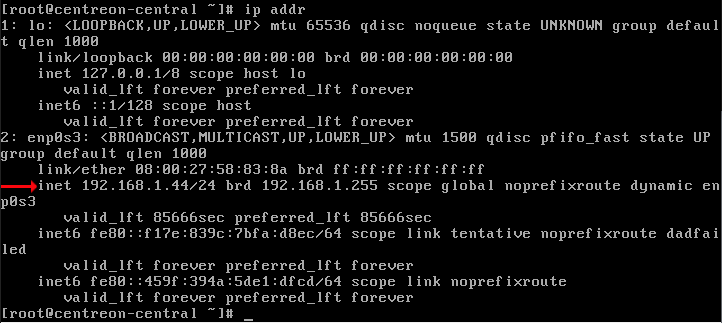 [root@centreon-central ~]# ip addr
1: lo: <LOOPBACK,UP,LOWER_UP> mtu 65536 qdisc noqueue state UNKNOWN group defaul
t qlen 1000
    link/loopback 00:00:00:00:00:00 brd 00:00:00:00:00:00
    inet 127.0.0.1/8 scope host lo
       valid_lft forever preferred_lft forever
    inet6 ::1/128 scope host
       valid_lft forever preferred_lft forever
2: enp0s3: <BROADCAST,MULTICAST,UP,LOWER_UP> mtu 1500 qdisc pfifo_fast state UP
group default qlen 1000
    link/ether 08:00:27:58:83:8a brd ff:ff:ff:ff:ff:ff
    inet 192.168.1.44/24 brd 192.168.1.255 scope global noprefixroute dynamic en
p0s3
       valid_lft 85666sec preferred_lft 85666sec
    inet6 fe80::f17e:839c:7bfa:d8ec/64 scope link tentative noprefixroute dadfai
led
       valid_lft forever preferred_lft forever
    inet6 fe80::459f:394a:5de1:dfcd/64 scope link noprefixroute
       valid_lft forever preferred_lft forever
[root@centreon-central ~]# _